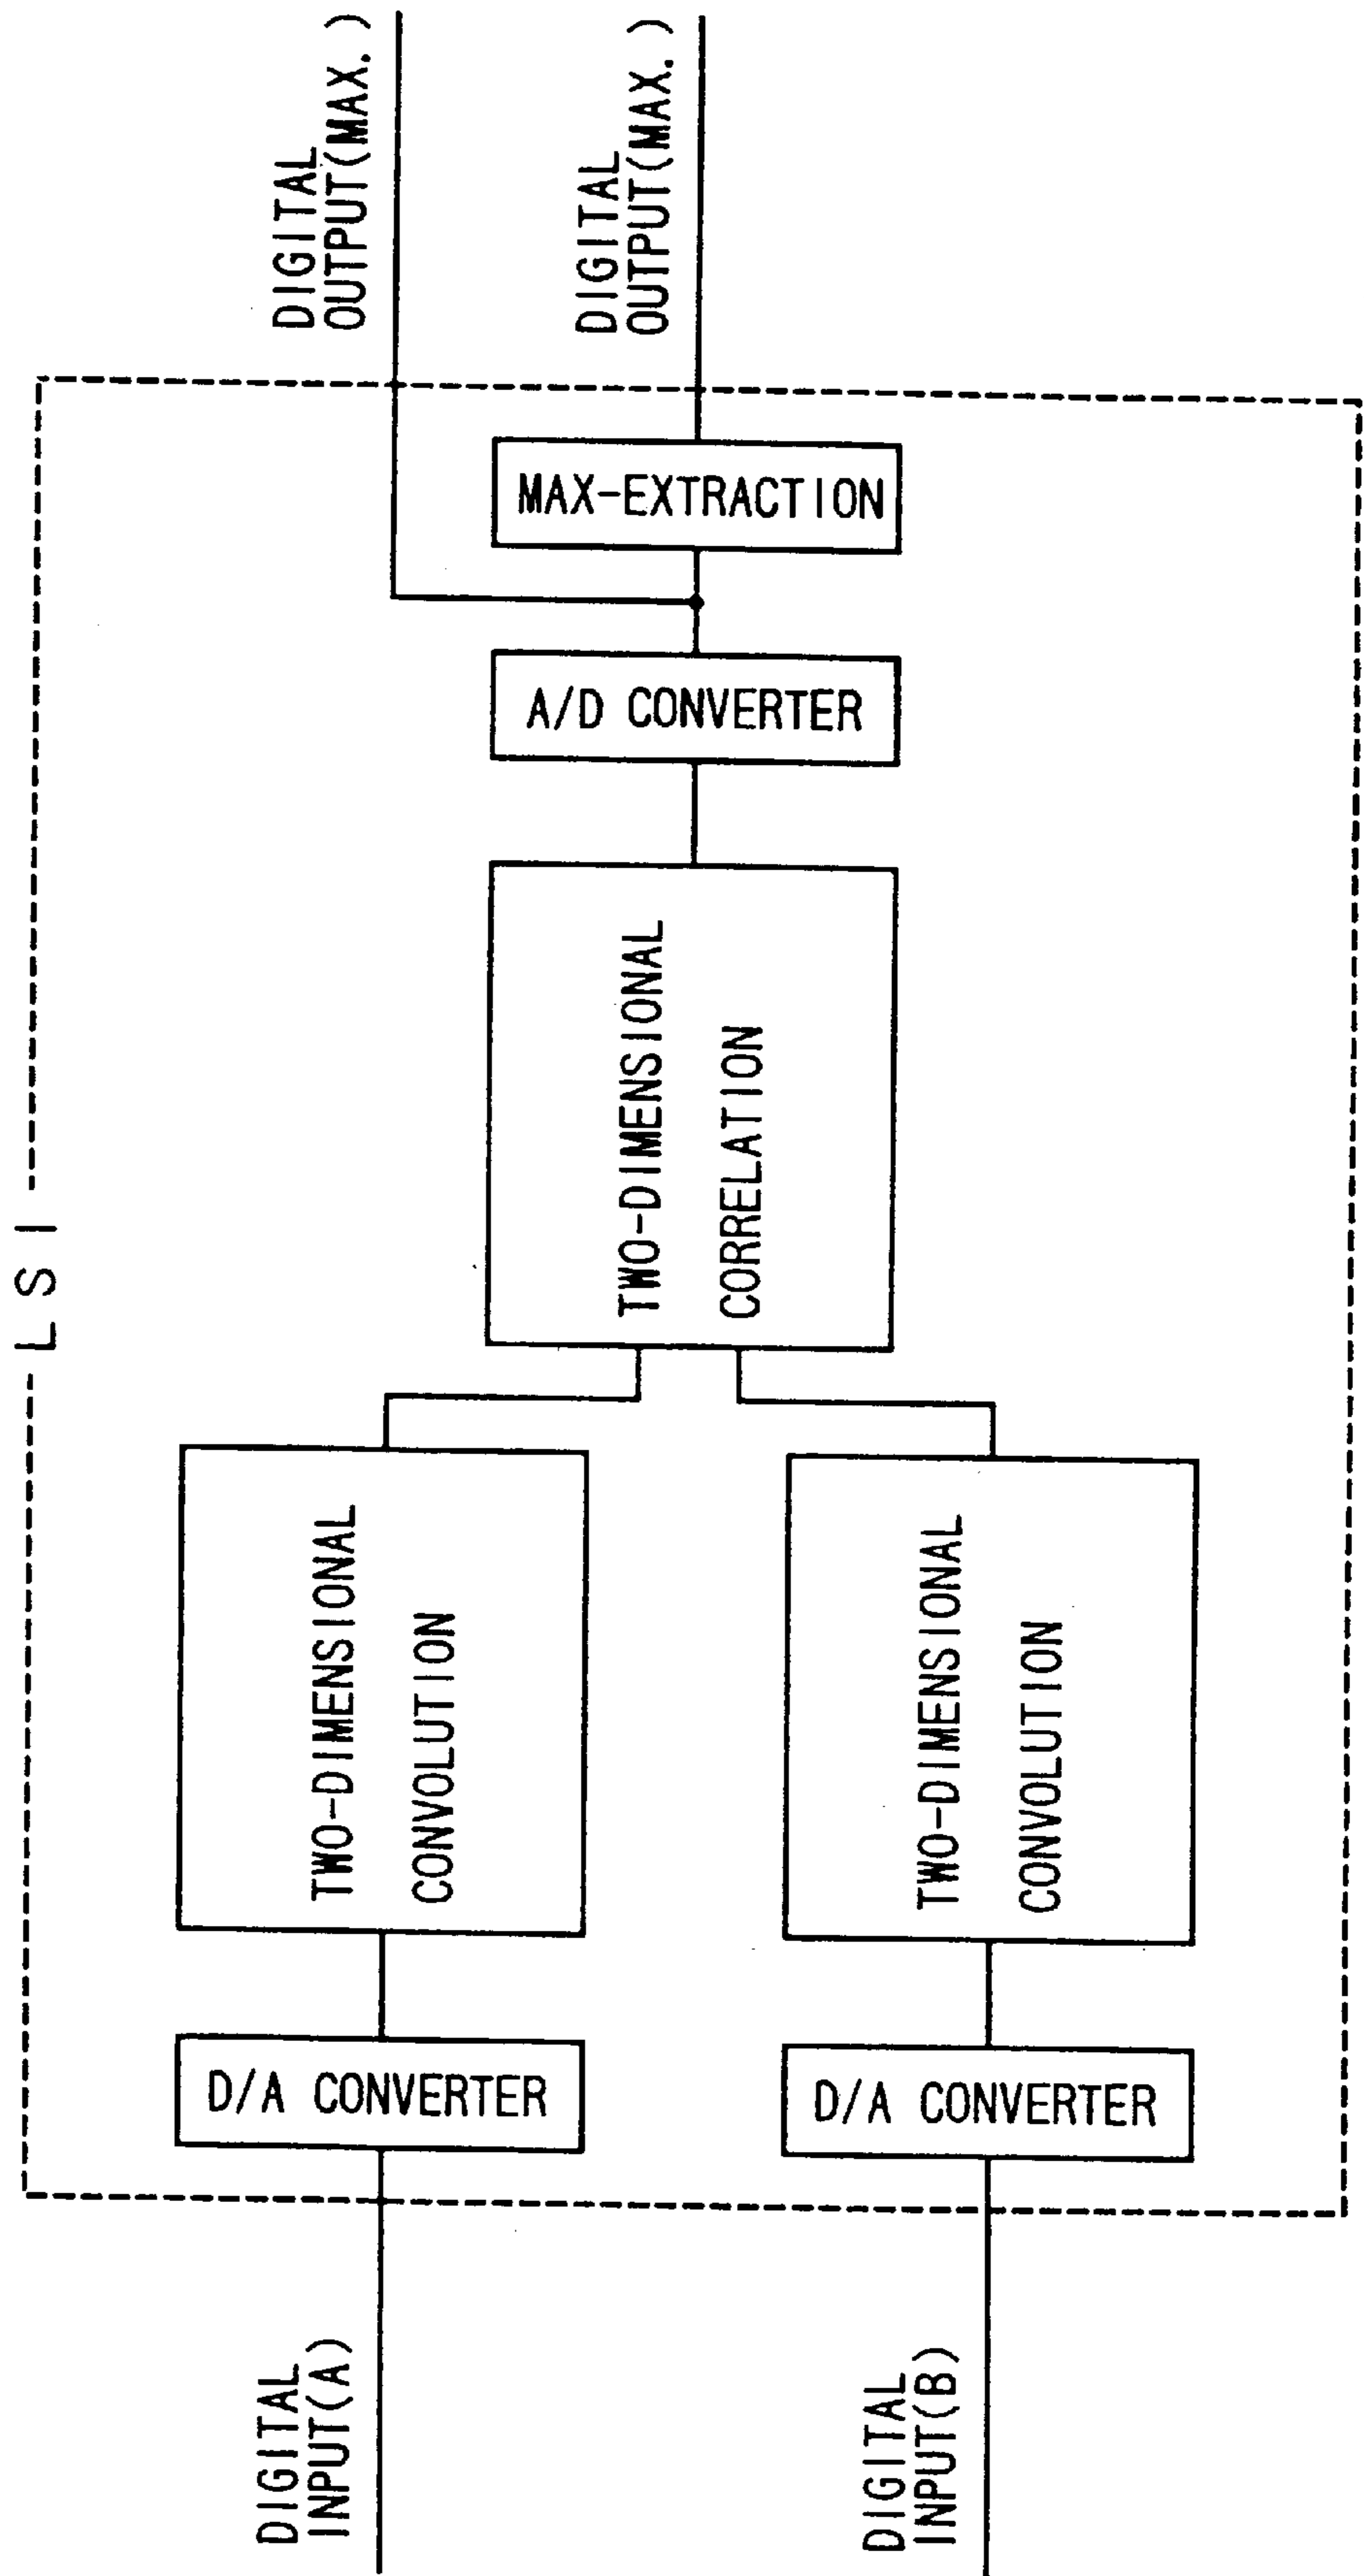 LSI
DIGITAL
INPUT(A)
D/A CONVERTER
TWO-DIMENSIONAL
CONVOLUTION
DIGITAL
INPUT(B)
D/A CONVERTER
TWO-DIMENSIONAL
CONVOLUTION
TWO-DIMENSIONAL
CORRELATION
A/D CONVERTER
MAX-EXTRACTION
DIGITAL
OUTPUT(MAX.)
DIGITAL
OUTPUT(MAX.)